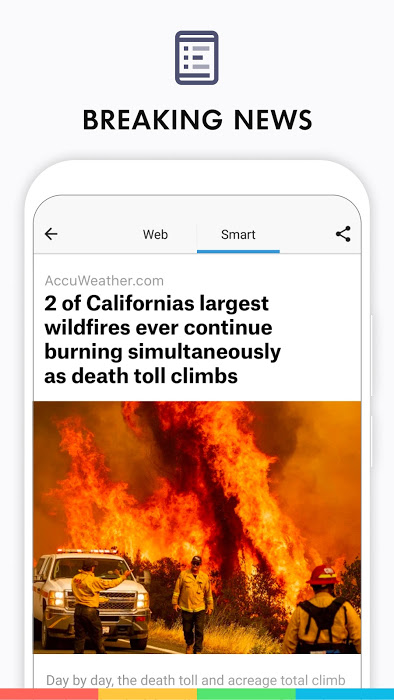 BREAKING NEWS
Web Smart
AccuWeather.com
2 of Californias largest
wildfires ever continue
burning simultaneously
as death toll climbs
Day by day, the death toll and acreage total climb